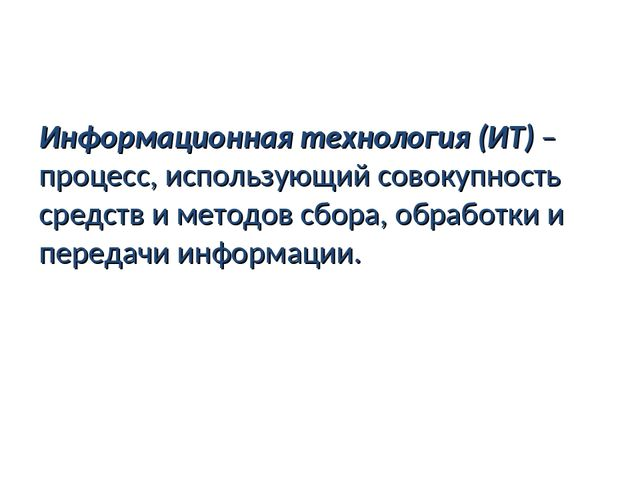 Информационная технология (ИТ) –
процесс, использующий совокупность
средств и методов сбора, обработки и
передачи информации.